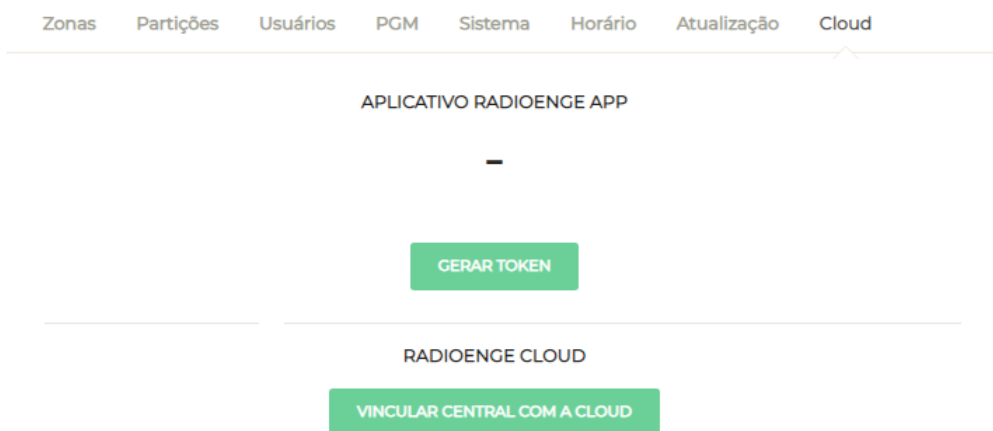 Zonas Partições Usuários PGM Sistema Horário Atualização Cloud
APLICATIVO RADIOENGE APP
-
GERAR TOKEN
RADIOENGE CLOUD
VINCULAR CENTRAL COM A CLOUD